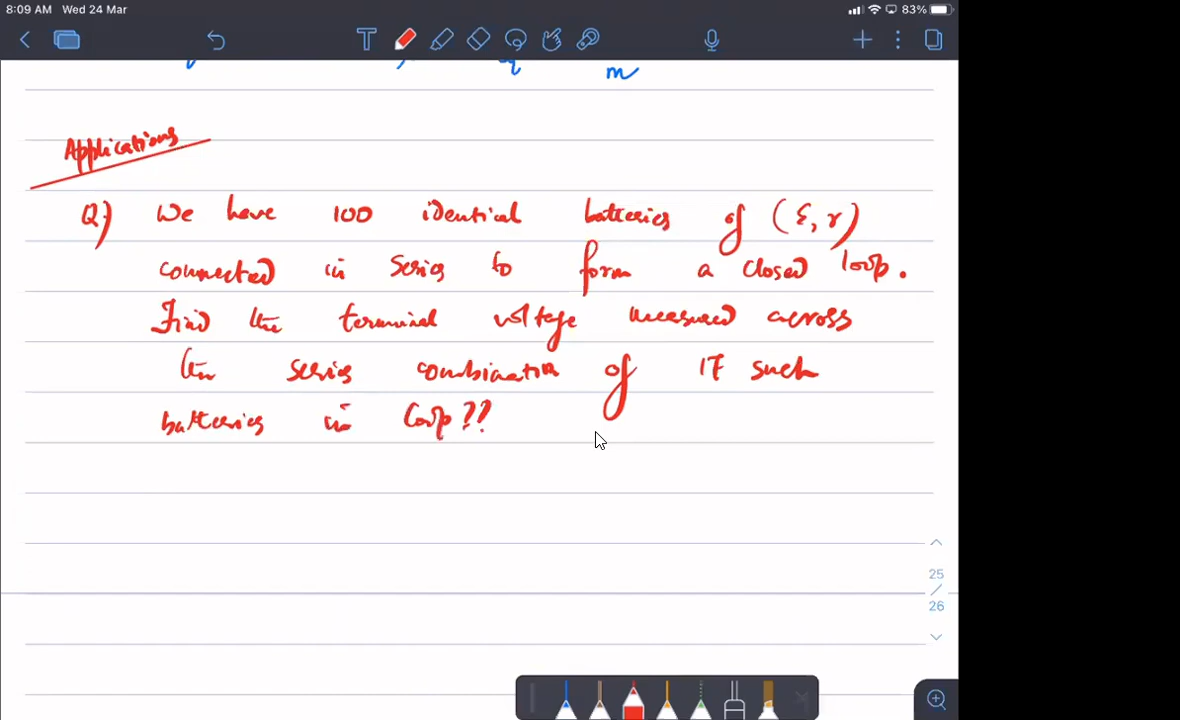 8:09 AM Wed 24 Mar
83%
m
Applications
Q) We have 100 identical batteries of (ξ, r)
connected in series to form a closed loop.
Find the terminal voltage measured across
the series combination of 17 such
batteries in loop??
25
/
26